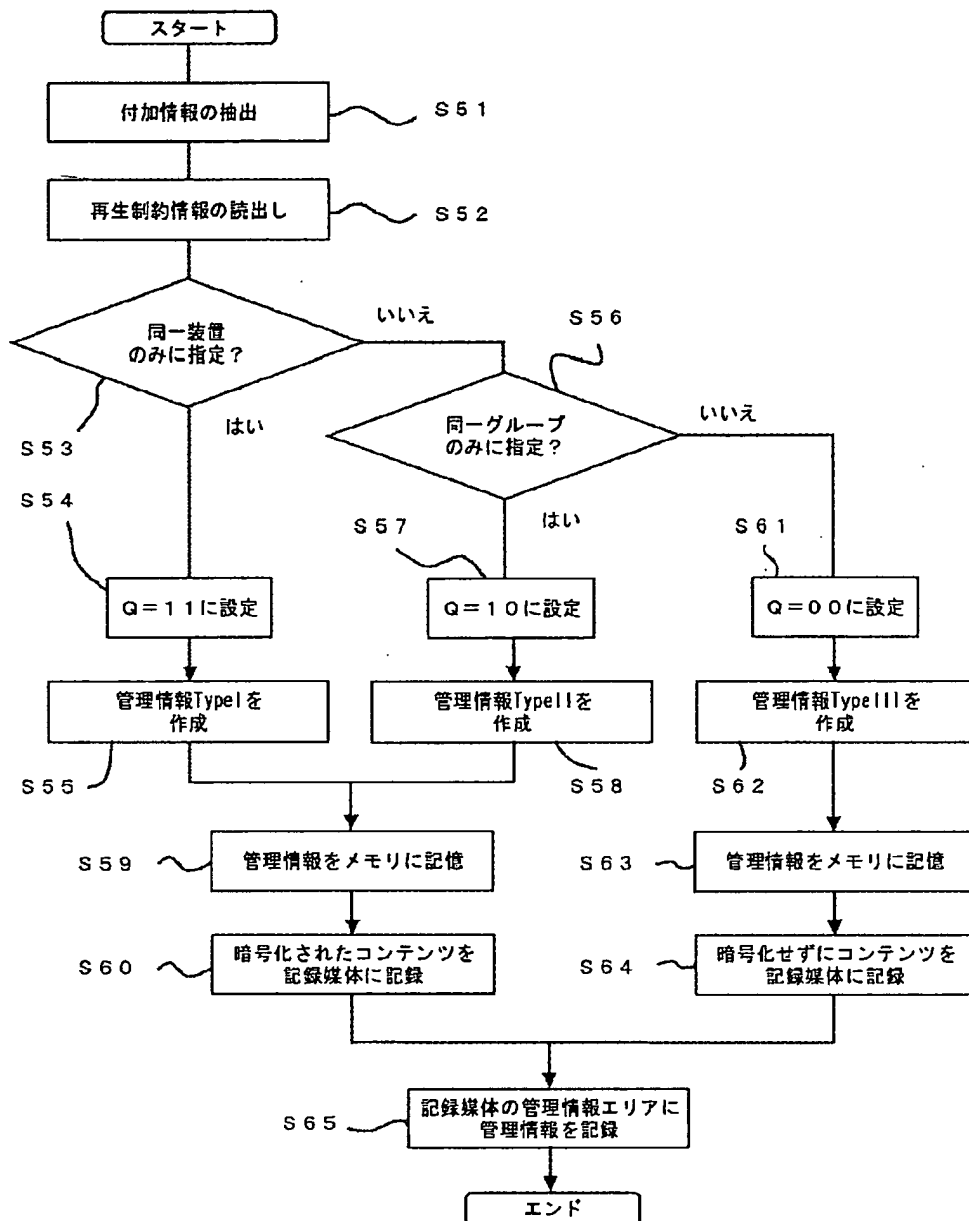 スタート
付加情報の抽出
S51
再生制約情報の読出し
S52
同一装置
のみに指定?
いいえ
S56
S53
はい
同一グループ
のみに指定?
いいえ
S54
S57
はい
S61
Q=11に設定
Q=10に設定
Q=00に設定
管理情報TypeIを
作成
管理情報TypeIIを
作成
管理情報TypeIIIを
作成
S55
S58
S62
S59
管理情報をメモリに記憶
S63
管理情報をメモリに記憶
S60
暗号化されたコンテンツを
記録媒体に記録
S64
暗号化せずにコンテンツを
記録媒体に記録
S65
記録媒体の管理情報エリアに
管理情報を記録
エンド